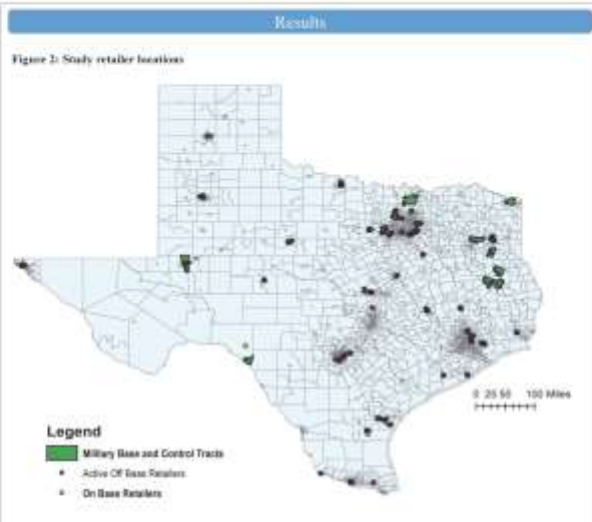 Results
Figure 2: Study retailer locations
0 25 50 100 Miles
Legend
Military Base and Control Tracts
Active Off Base Retailers
On Base Retailers